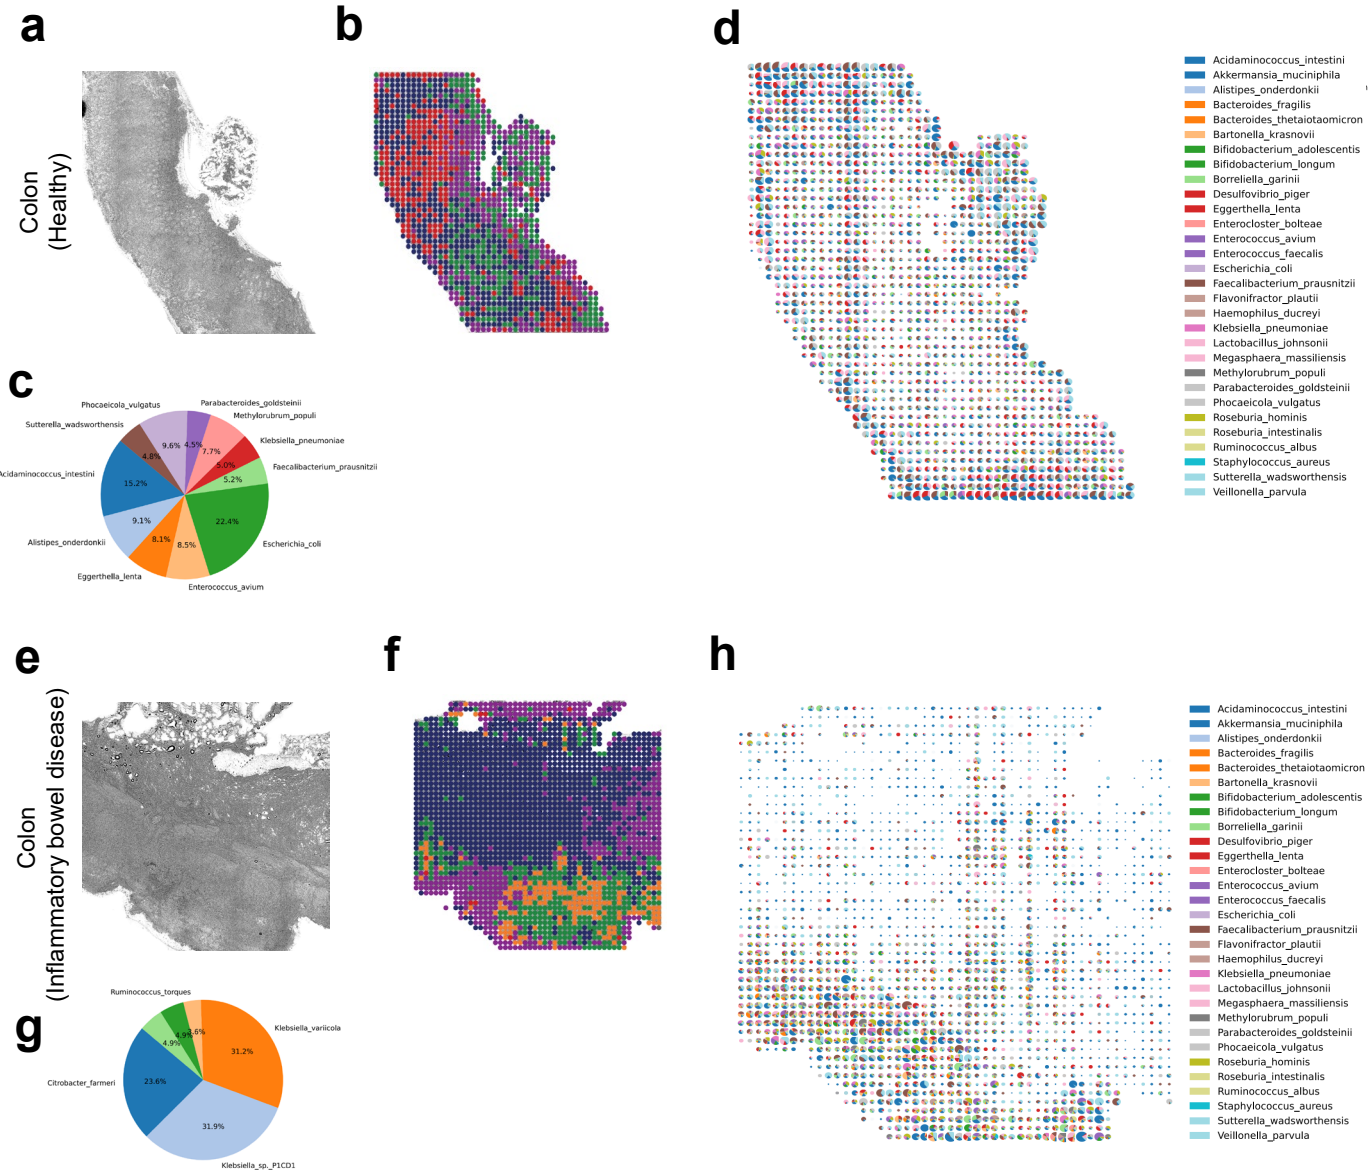 a
b
d
Colon
(Healthy)
Acidaminococcus_intestini
Akkermansia_muciniphila
Alistipes_onderdonkii
Bacteroides_fragilis
Bacteroides_thetaiotaomicron
Bartonella_krasnovii
Bifidobacterium_adolescentis
Bifidobacterium_longum
Borreliella_garinii
Desulfovibrio_piger
Eggerthella_lenta
Enterocloster_bolteae
Enterococcus_avium
Enterococcus_faecalis
Escherichia_coli
Faecalibacterium_prausnitzii
Flavonifractor_plautii
Haemophilus_ducreyi
Klebsiella_pneumoniae
Lactobacillus_johnsonii
Megasphaera_massiliensis
Methylorubrum_populi
Parabacteroides_goldsteinii
Phocaeicola_vulgatus
Roseburia_hominis
Roseburia_intestinalis
Ruminococcus_albus
Staphylococcus_aureus
Sutterella_wadsworthensis
Veillonella_parvula
c
Parabacteroides_goldsteinii
Phocaeicola_vulgatus
Methylorubrum_populi
Sutterella_wadsworthensis
Klebsiella_pneumoniae
Faecalibacterium_prausnitzii
Acidaminococcus_intestini
Alistipes_onderdonkii
Escherichia_coli
Eggerthella_lenta
Enterococcus_avium
9.6%
4.5%
7.7%
4.8%
5.0%
5.2%
15.2%
22.4%
9.1%
8.1%
8.5%
e
f
h
Colon
(Inflammatory bowel disease)
Acidaminococcus_intestini
Akkermansia_muciniphila
Alistipes_onderdonkii
Bacteroides_fragilis
Bacteroides_thetaiotaomicron
Bartonella_krasnovii
Bifidobacterium_adolescentis
Bifidobacterium_longum
Borreliella_garinii
Desulfovibrio_piger
Eggerthella_lenta
Enterocloster_bolteae
Enterococcus_avium
Enterococcus_faecalis
Escherichia_coli
Faecalibacterium_prausnitzii
Flavonifractor_plautii
Haemophilus_ducreyi
Klebsiella_pneumoniae
Lactobacillus_johnsonii
Megasphaera_massiliensis
Methylorubrum_populi
Parabacteroides_goldsteinii
Phocaeicola_vulgatus
Roseburia_hominis
Roseburia_intestinalis
Ruminococcus_albus
Staphylococcus_aureus
Sutterella_wadsworthensis
Veillonella_parvula
g
Ruminococcus_torques
Klebsiella_variicola
Citrobacter_farmeri
Klebsiella_sp._P1CD1
3.6%
4.9%
4.9%
31.2%
23.6%
31.9%